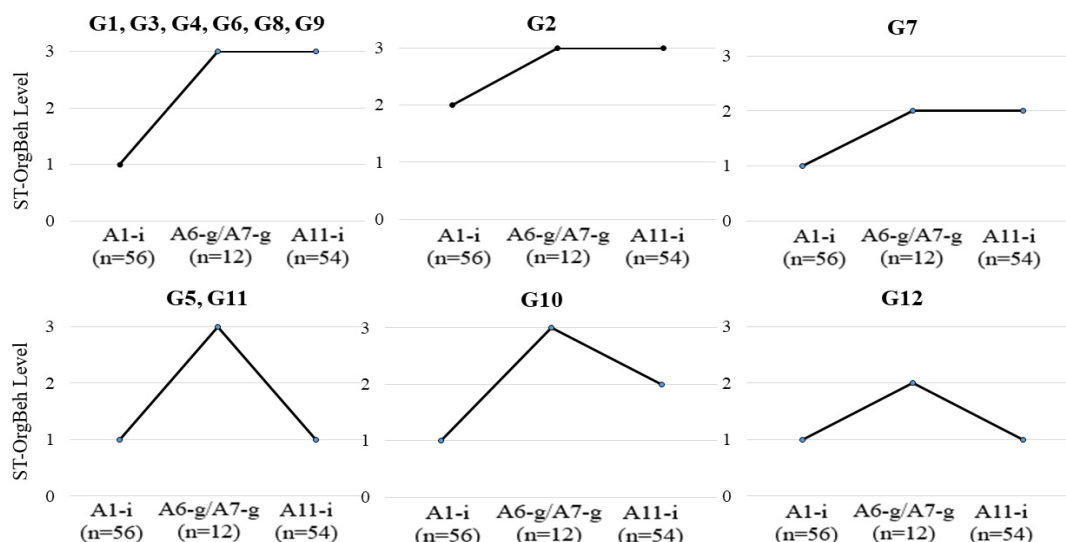 G1, G3, G4, G6, G8, G9
ST-OrgBeh Level
3
2
1
0
A1-i A6-g/A7-g A11-i
(n=56) (n=12) (n=54)
G2
3
2
1
0
A1-i A6-g/A7-g A11-i
(n=56) (n=12) (n=54)
G7
3
2
1
0
A1-i A6-g/A7-g A11-i
(n=56) (n=12) (n=54)
G5, G11
ST-OrgBeh Level
3
2
1
0
A1-i A6-g/A7-g A11-i
(n=56) (n=12) (n=54)
G10
3
2
1
0
A1-i A6-g/A7-g A11-i
(n=56) (n=12) (n=54)
G12
3
2
1
0
A1-i A6-g/A7-g A11-i
(n=56) (n=12) (n=54)